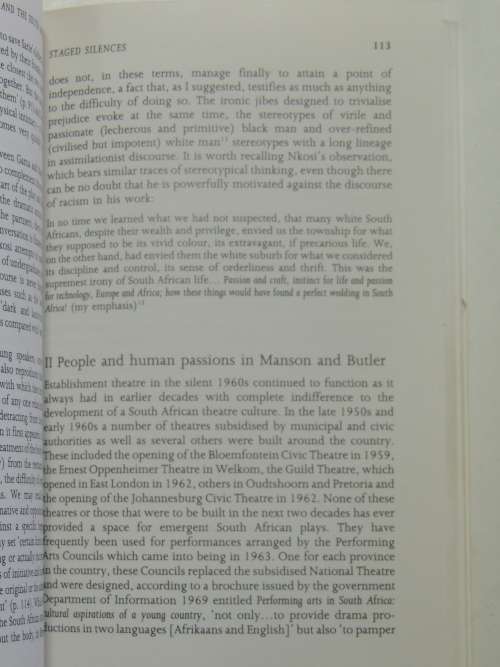 AND THE
STAGED SILENCES
113
does not, in these terms, manage finally to attain a point of
independence, a fact that, as I suggested, testifies as much as anything
to the difficulty of doing so. The ironic jibes designed to trivialise
prejudice evoke at the same time, the stereotypes of virile and
passionate (lecherous and primitive) black man and over-refined
(civilised but impotent) white man¹¹ stereotypes with a long lineage
in assimilationist discourse. It is worth recalling Nkosi's observation,
which bears similar traces of stereotypical thinking, even though there
can be no doubt that he is powerfully motivated against the discourse
of racism in his work:
In no time we learned what we had not suspected, that many white South
Africans, despite their wealth and privilege, envied us the township for what
they supposed to be its vivid colour, its extravagant, if precarious life. We,
on the other hand, had envied them the white suburb for what we considered
its discipline and control, its sense of orderliness and thrift. This was the
supremest irony of South African life... Passion and craft, instinct for life and passion
for technology, Europe and Africa; how these things would have found a perfect welding in South
Africa! (my emphasis)¹²
II People and human passions in Manson and Butler
Establishment theatre in the silent 1960s continued to function as it
always had in earlier decades with complete indifference to the
development of a South African theatre culture. In the late 1950s and
early 1960s a number of theatres subsidised by municipal and civic
authorities as well as several others were built around the country.
These included the opening of the Bloemfontein Civic Theatre in 1959,
the Ernest Oppenheimer Theatre in Welkom, the Guild Theatre, which
opened in East London in 1962, others in Oudtshoorn and Pretoria and
the opening of the Johannesburg Civic Theatre in 1962. None of these
theatres or those that were to be built in the next two decades has ever
provided a space for emergent South African plays. They have
frequently been used for performances arranged by the Performing
Arts Councils which came into being in 1963. One for each province
in the country, these Councils replaced the subsidised National Theatre
and were designed, according to a brochure issued by the government
Department of Information 1969 entitled Performing arts in South Africa:
cultural aspirations of a young country, 'not only...to provide drama pro-
ductions in two languages [Afrikaans and English]' but also 'to pamper